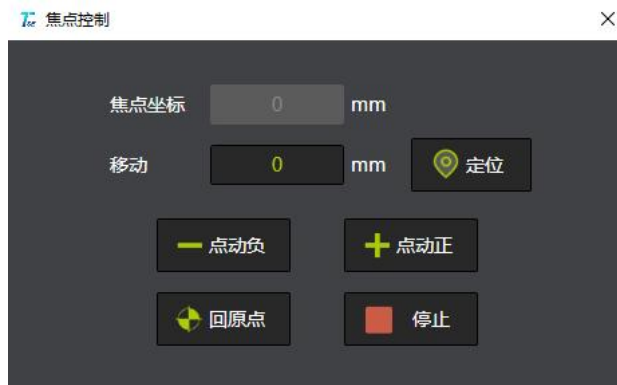 焦点控制
焦点坐标 0 mm
移动 0 mm 定位
点动负 点动正
回原点 停止